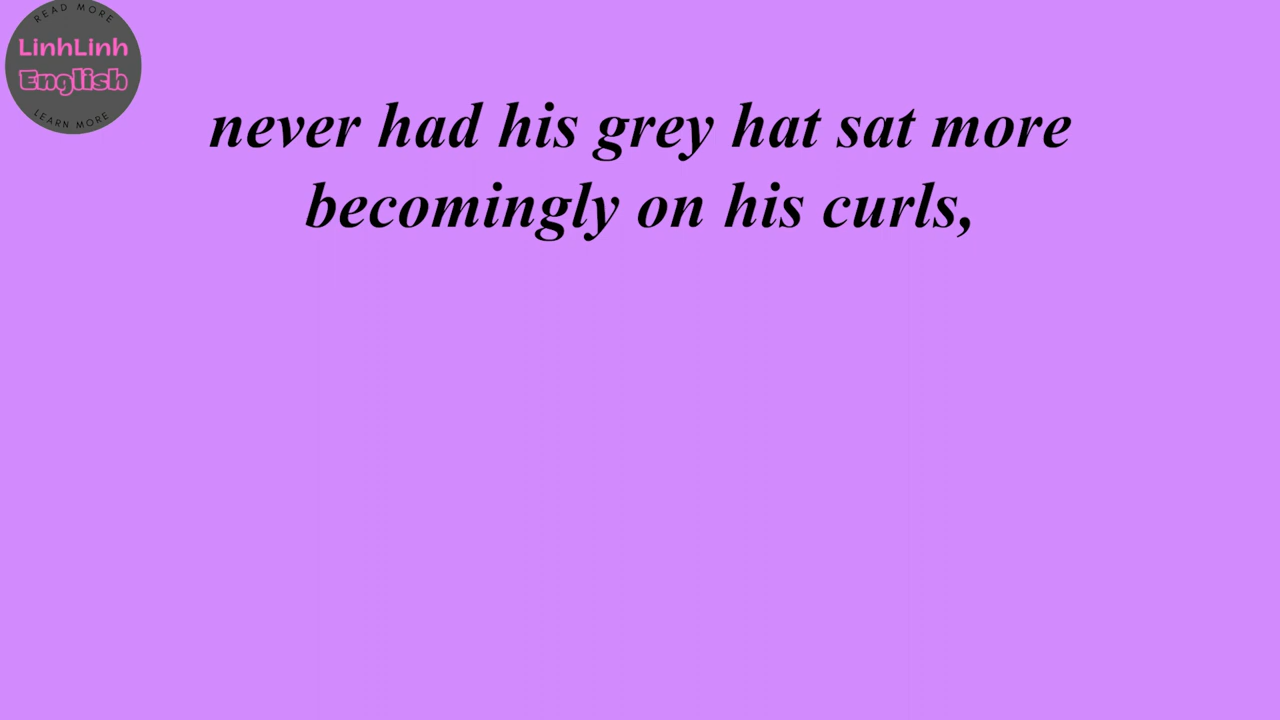 READ MORE
LinhLinh
English
LEARN MORE
never had his grey hat sat more
becomingly on his curls,